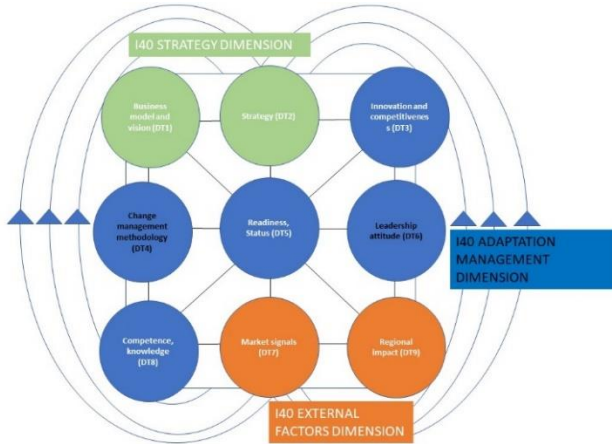 I40 STRATEGY DIMENSION
Business
model and
vision (DT1)
Strategy (DT2)
Innovation and
competitivenes
s (DT3)
Change
management
methodology
(DT4)
Readiness,
Status (DT5)
Leadership
attitude (DT6)
I40 ADAPTATION
MANAGEMENT
DIMENSION
Competence,
knowledge
(DT8)
Market signals
(DT7)
Regional
impact (DT9)
I40 EXTERNAL
FACTORS DIMENSION